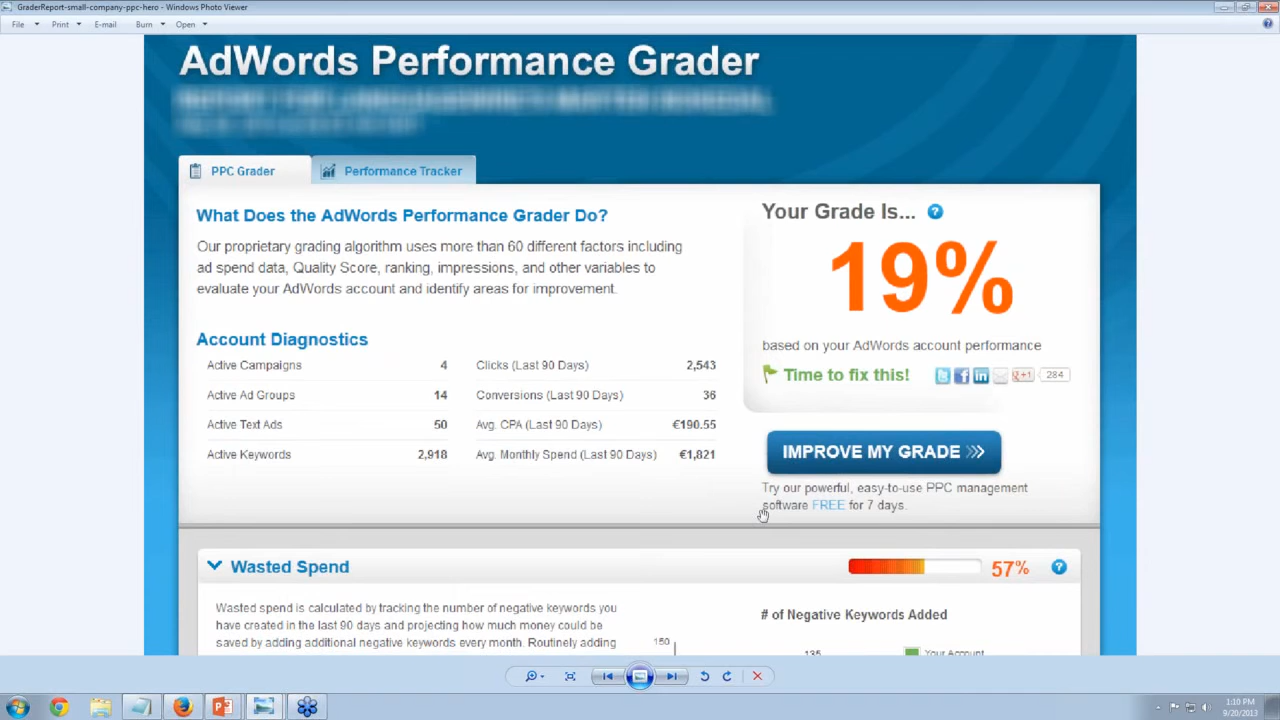 GraderReport-small-company-ppc-hero - Windows Photo Viewer
File Print E-mail Burn Open
AdWords Performance Grader
PPC Grader
Performance Tracker
What Does the AdWords Performance Grader Do?
Our proprietary grading algorithm uses more than 60 different factors including
ad spend data, Quality Score, ranking, impressions, and other variables to
evaluate your AdWords account and identify areas for improvement.
Account Diagnostics
Active Campaigns 4
Active Ad Groups 14
Active Text Ads 50
Active Keywords 2,918
Clicks (Last 90 Days) 2,543
Conversions (Last 90 Days) 36
Avg. CPA (Last 90 Days) €190.55
Avg. Monthly Spend (Last 90 Days) €1,821
Your Grade Is... ?
19%
based on your AdWords account performance
Time to fix this! +1 284
IMPROVE MY GRADE
Try our powerful, easy-to-use PPC management
software FREE for 7 days.
Wasted Spend
57% ?
Wasted spend is calculated by tracking the number of negative keywords you
have created in the last 90 days and projecting how much money could be
saved by adding additional negative keywords every month. Routinely adding
# of Negative Keywords Added
150
135
Your Account
1:10 PM
9/20/2013